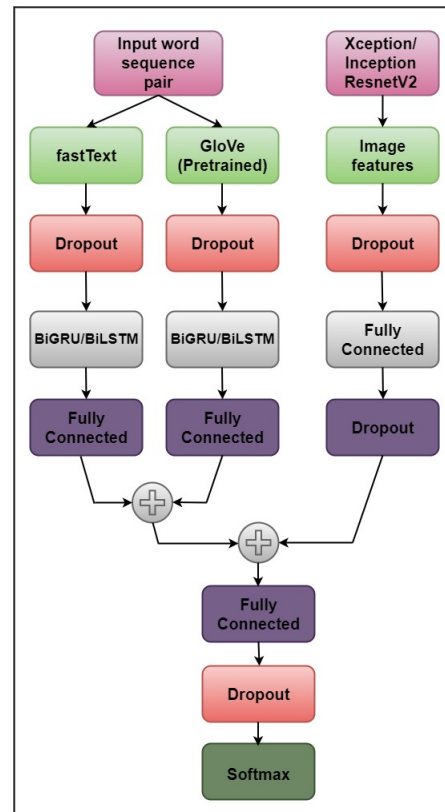 Input word
sequence
pair
Xception/
Inception
ResnetV2
fastText
GloVe
(Pretrained)
Image
features
Dropout
Dropout
Dropout
BiGRU/BiLSTM
BiGRU/BiLSTM
Fully
Connected
Fully
Connected
Fully
Connected
Dropout
Fully
Connected
Dropout
Softmax